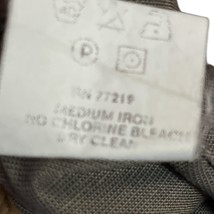 RN 77219
MEDIUM IRON
NO CHLORINE BLEACH
DRY CLEAN